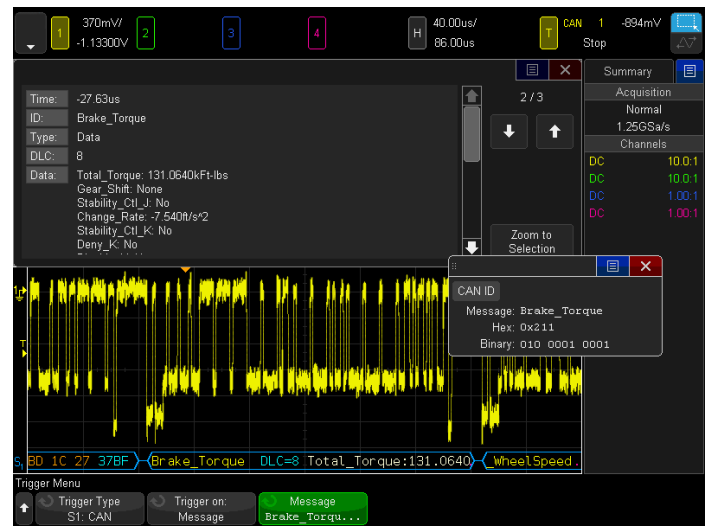 1 370mV/ -1.13300V 2 3 4 H 40.00us/ 86.00us T CAN 1 -894mV Stop
2 / 3
Time: -27.63us
ID: Brake_Torque
Type: Data
DLC: 8
Data: Total_Torque: 131.0640kFt-lbs
Gear_Shift: None
Stability_Ctl_J: No
Change_Rate: -7.540ft/s^2
Stability_Ctl_K: No
Deny_K: No
Zoom to
Selection
Summary
Acquisition
Normal
1.25GSa/s
Channels
DC 10.0:1
DC 10.0:1
DC 1.00:1
DC 1.00:1
CAN ID
Message: Brake_Torque
Hex: 0x211
Binary: 010 0001 0001
1
T
S, BD 1C 27 37BF Brake_Torque DLC=8 Total_Torque:131.0640 _WheelSpeed.
Trigger Menu
Trigger Type
S1: CAN
Trigger on:
Message
Message
Brake_Torqu...